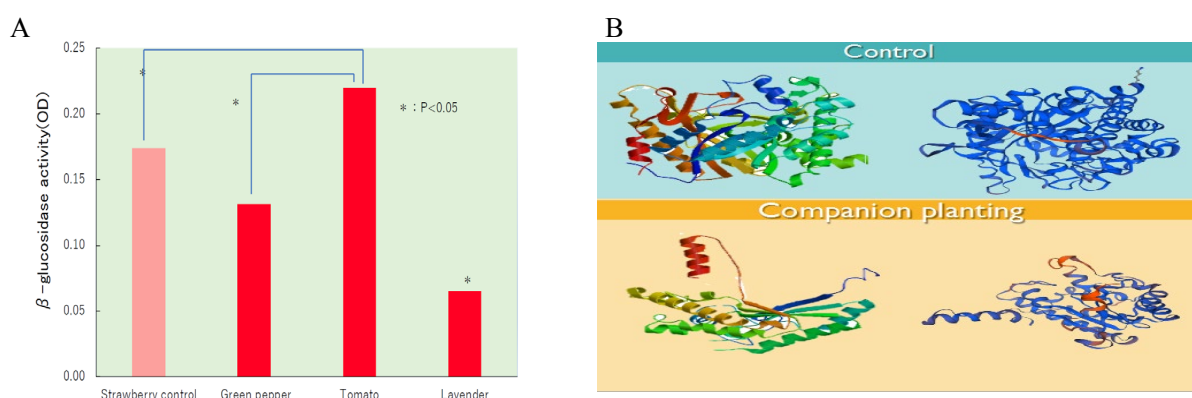 A
B
0.25
0.20
0.15
0.10
0.05
0.00
β-glucosidase activity(OD)
*
*
*:P<0.05
*
Strawberry control
Green pepper
Tomato
Lavender
Control
Companion planting